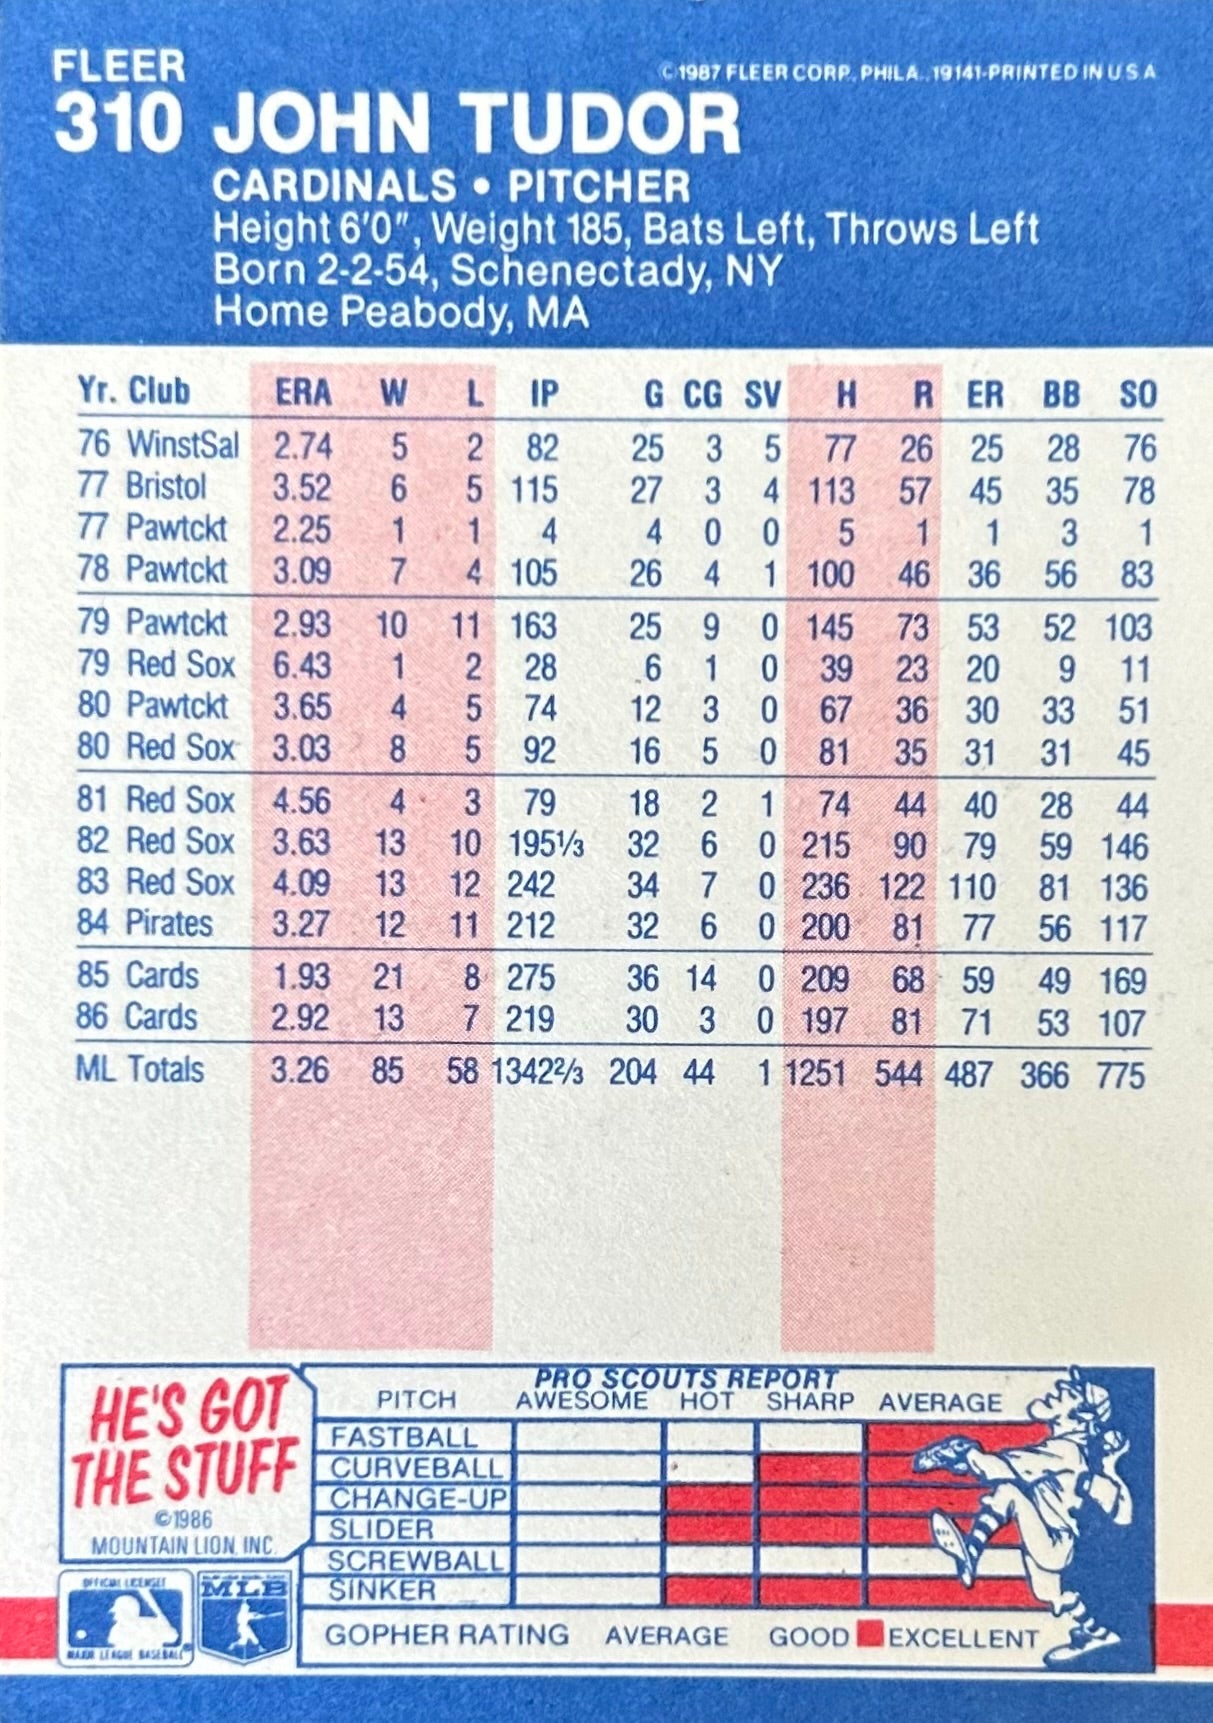 FLEER
©1987 FLEER CORP., PHILA., 19141-PRINTED IN U S A
310 JOHN TUDOR
CARDINALS • PITCHER
Height 6'0", Weight 185, Bats Left, Throws Left
Born 2-2-54, Schenectady, NY
Home Peabody, MA
Yr. Club ERA W L IP G CG SV H R ER BB SO
76 WinstSal 2.74 5 2 82 25 3 5 77 26 25 28 76
77 Bristol 3.52 6 5 115 27 3 4 113 57 45 35 78
77 Pawtckt 2.25 1 1 4 4 0 0 5 1 1 3 1
78 Pawtckt 3.09 7 4 105 26 4 1 100 46 36 56 83
79 Pawtckt 2.93 10 11 163 25 9 0 145 73 53 52 103
79 Red Sox 6.43 1 2 28 6 1 0 39 23 20 9 11
80 Pawtckt 3.65 4 5 74 12 3 0 67 36 30 33 51
80 Red Sox 3.03 8 5 92 16 5 0 81 35 31 31 45
81 Red Sox 4.56 4 3 79 18 2 1 74 44 40 28 44
82 Red Sox 3.63 13 10 195⅓ 32 6 0 215 90 79 59 146
83 Red Sox 4.09 13 12 242 34 7 0 236 122 110 81 136
84 Pirates 3.27 12 11 212 32 6 0 200 81 77 56 117
85 Cards 1.93 21 8 275 36 14 0 209 68 59 49 169
86 Cards 2.92 13 7 219 30 3 0 197 81 71 53 107
ML Totals 3.26 85 58 1342⅔ 204 44 1 1251 544 487 366 775
HE'S GOT
THE STUFF
©1986
MOUNTAIN LION, INC.
PRO SCOUTS REPORT
PITCH AWESOME HOT SHARP AVERAGE
FASTBALL
CURVEBALL
CHANGE-UP
SLIDER
SCREWBALL
SINKER
GOPHER RATING AVERAGE GOOD EXCELLENT
OFFICIAL LICENSEE
MAJOR LEAGUE BASEBALL
MLB